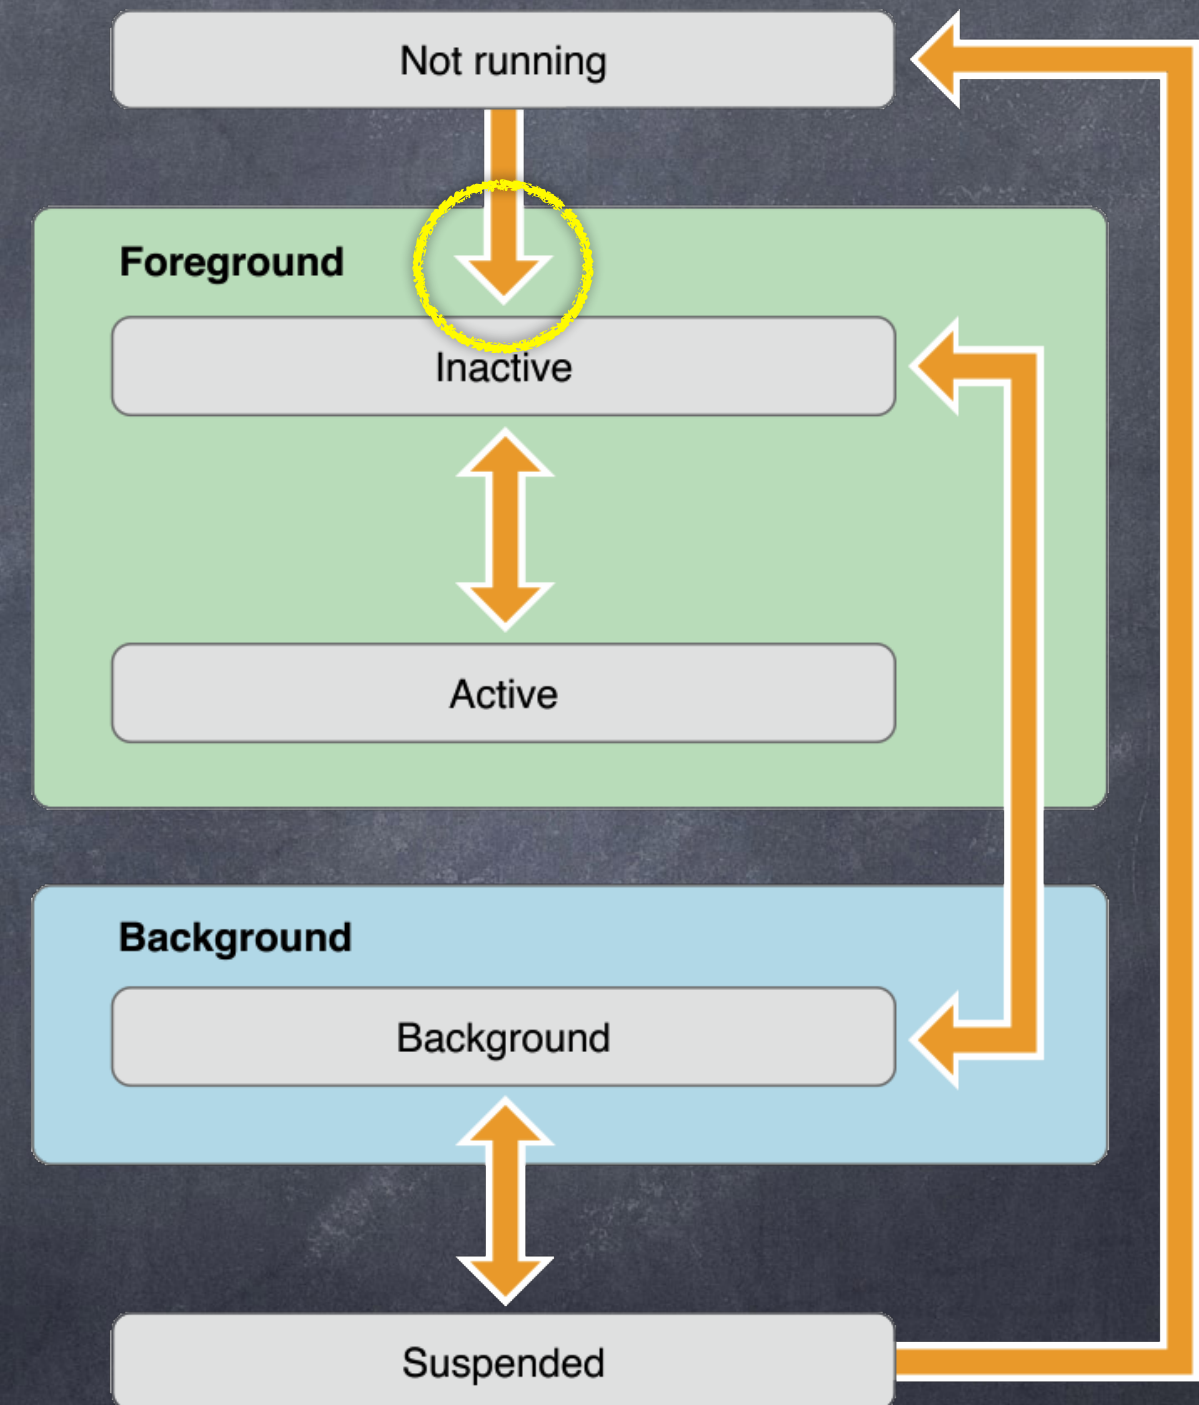 Not running
Foreground
Inactive
Active
Background
Background
Suspended